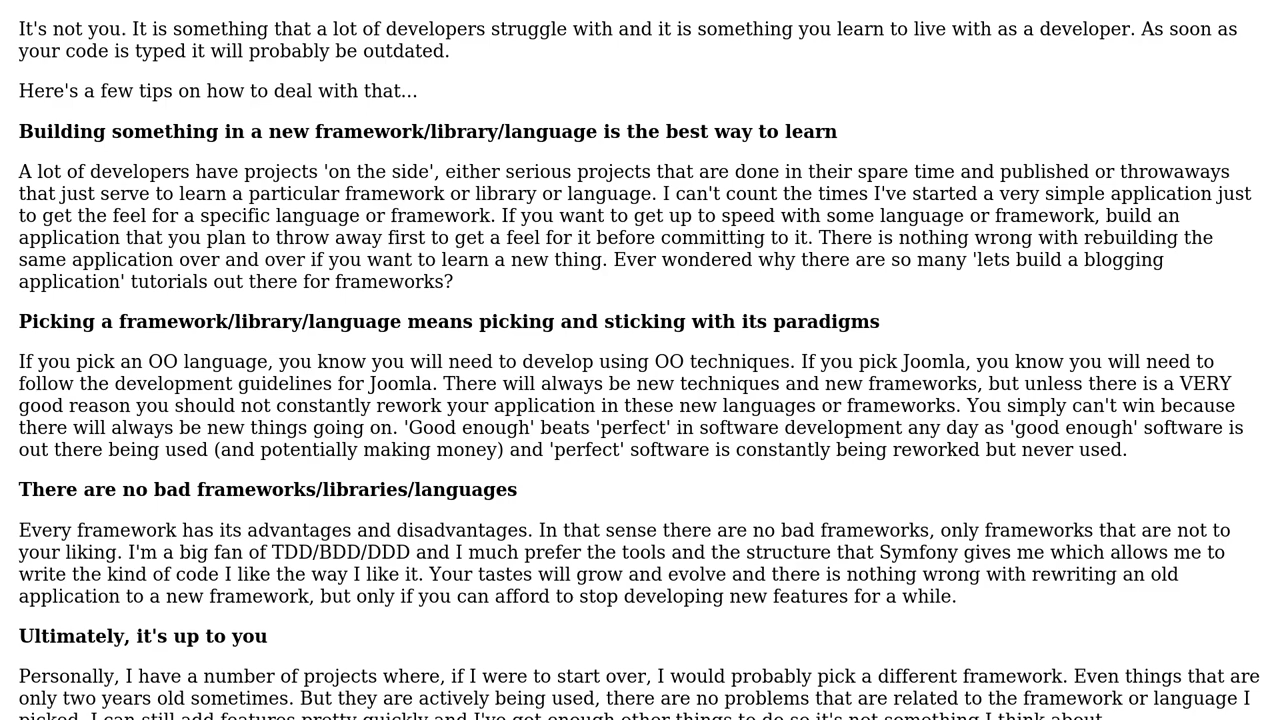 It's not you. It is something that a lot of developers struggle with and it is something you learn to live with as a developer. As soon as
your code is typed it will probably be outdated.
Here's a few tips on how to deal with that...
Building something in a new framework/library/language is the best way to learn
A lot of developers have projects 'on the side', either serious projects that are done in their spare time and published or throwaways
that just serve to learn a particular framework or library or language. I can't count the times I've started a very simple application just
to get the feel for a specific language or framework. If you want to get up to speed with some language or framework, build an
application that you plan to throw away first to get a feel for it before committing to it. There is nothing wrong with rebuilding the
same application over and over if you want to learn a new thing. Ever wondered why there are so many 'lets build a blogging
application' tutorials out there for frameworks?
Picking a framework/library/language means picking and sticking with its paradigms
If you pick an OO language, you know you will need to develop using OO techniques. If you pick Joomla, you know you will need to
follow the development guidelines for Joomla. There will always be new techniques and new frameworks, but unless there is a VERY
good reason you should not constantly rework your application in these new languages or frameworks. You simply can't win because
there will always be new things going on. 'Good enough' beats 'perfect' in software development any day as 'good enough' software is
out there being used (and potentially making money) and 'perfect' software is constantly being reworked but never used.
There are no bad frameworks/libraries/languages
Every framework has its advantages and disadvantages. In that sense there are no bad frameworks, only frameworks that are not to
your liking. I'm a big fan of TDD/BDD/DDD and I much prefer the tools and the structure that Symfony gives me which allows me to
write the kind of code I like the way I like it. Your tastes will grow and evolve and there is nothing wrong with rewriting an old
application to a new framework, but only if you can afford to stop developing new features for a while.
Ultimately, it's up to you
Personally, I have a number of projects where, if I were to start over, I would probably pick a different framework. Even things that are
only two years old sometimes. But they are actively being used, there are no problems that are related to the framework or language I
picked, I can still add features pretty quickly and I've got enough other things to do so it's not something I think about.